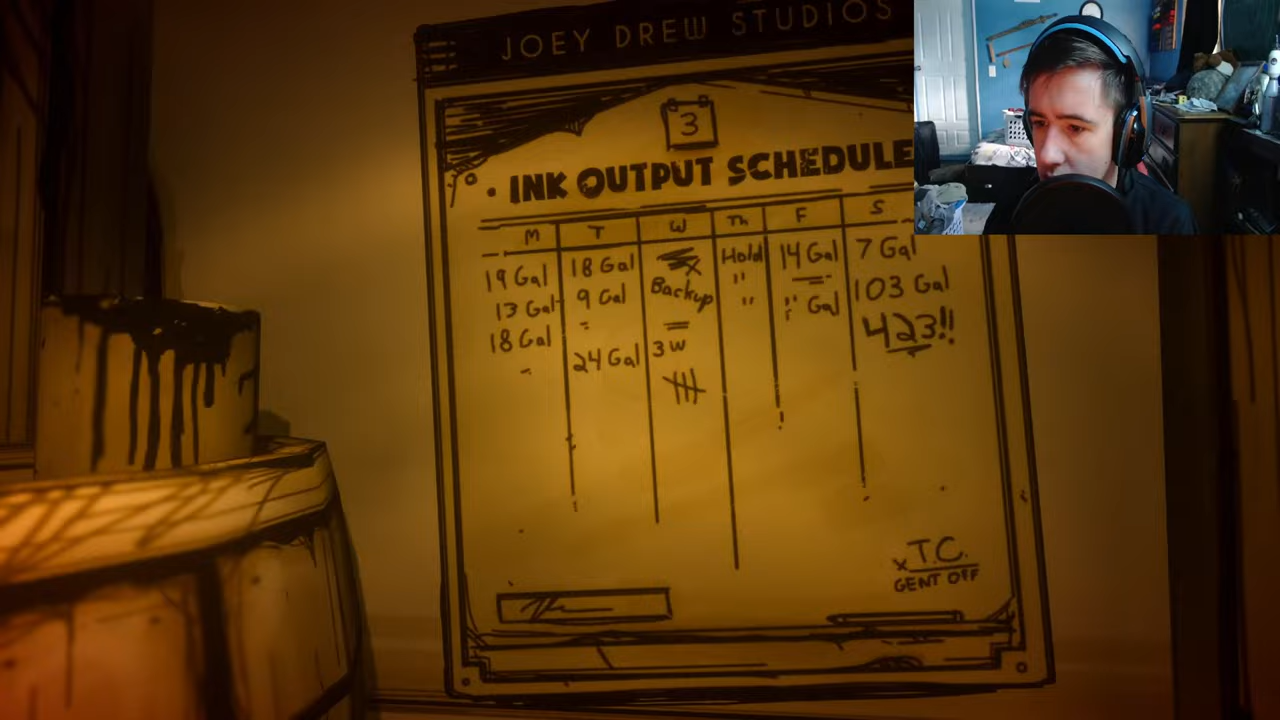 JOEY DREW STUDIOS
3
INK OUTPUT SCHEDULE
M T W Th F S
19 Gal 18 Gal Hold 14 Gal 7 Gal
13 Gal 9 Gal Backup " " Gal 103 Gal
18 Gal 24 Gal 3 W " 423!!
x T.C.
GENT OFF